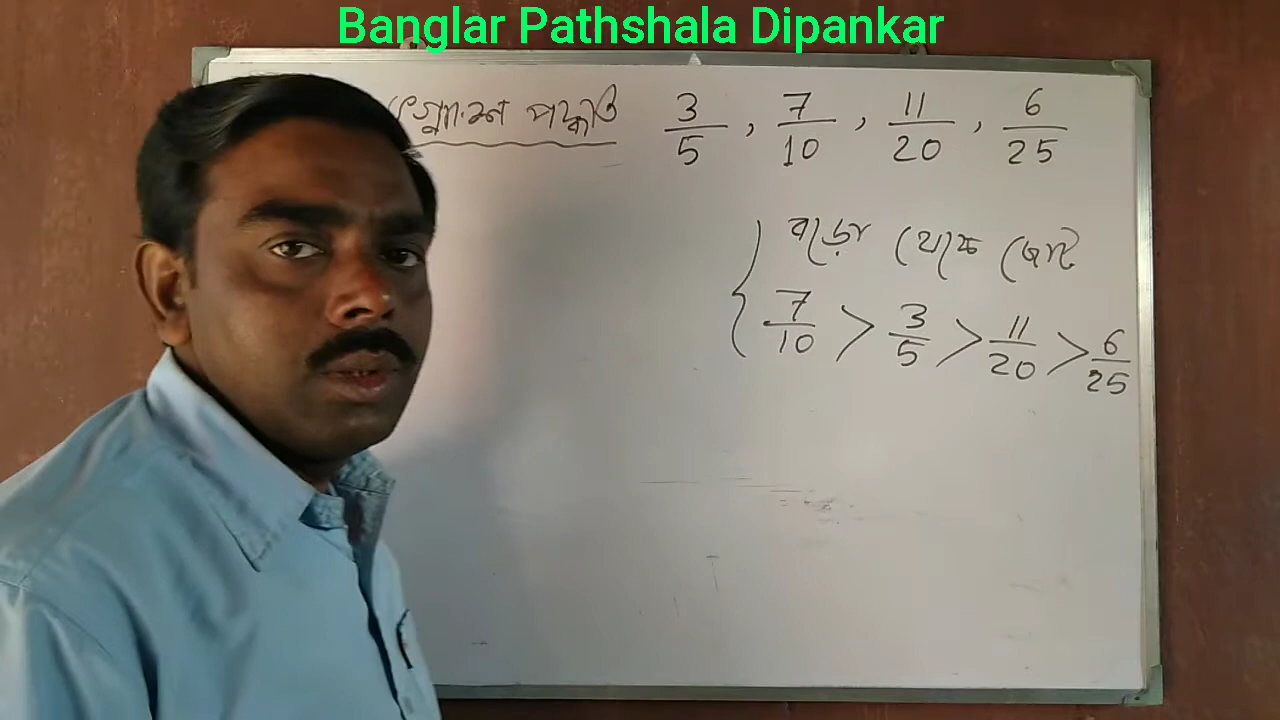 Banglar Pathshala Dipankar
পদ্ধতি 3/5 , 7/10 , 11/20 , 6/25
বড়ো থেকে ছোট
7/10 > 3/5 > 11/20 > 6/25